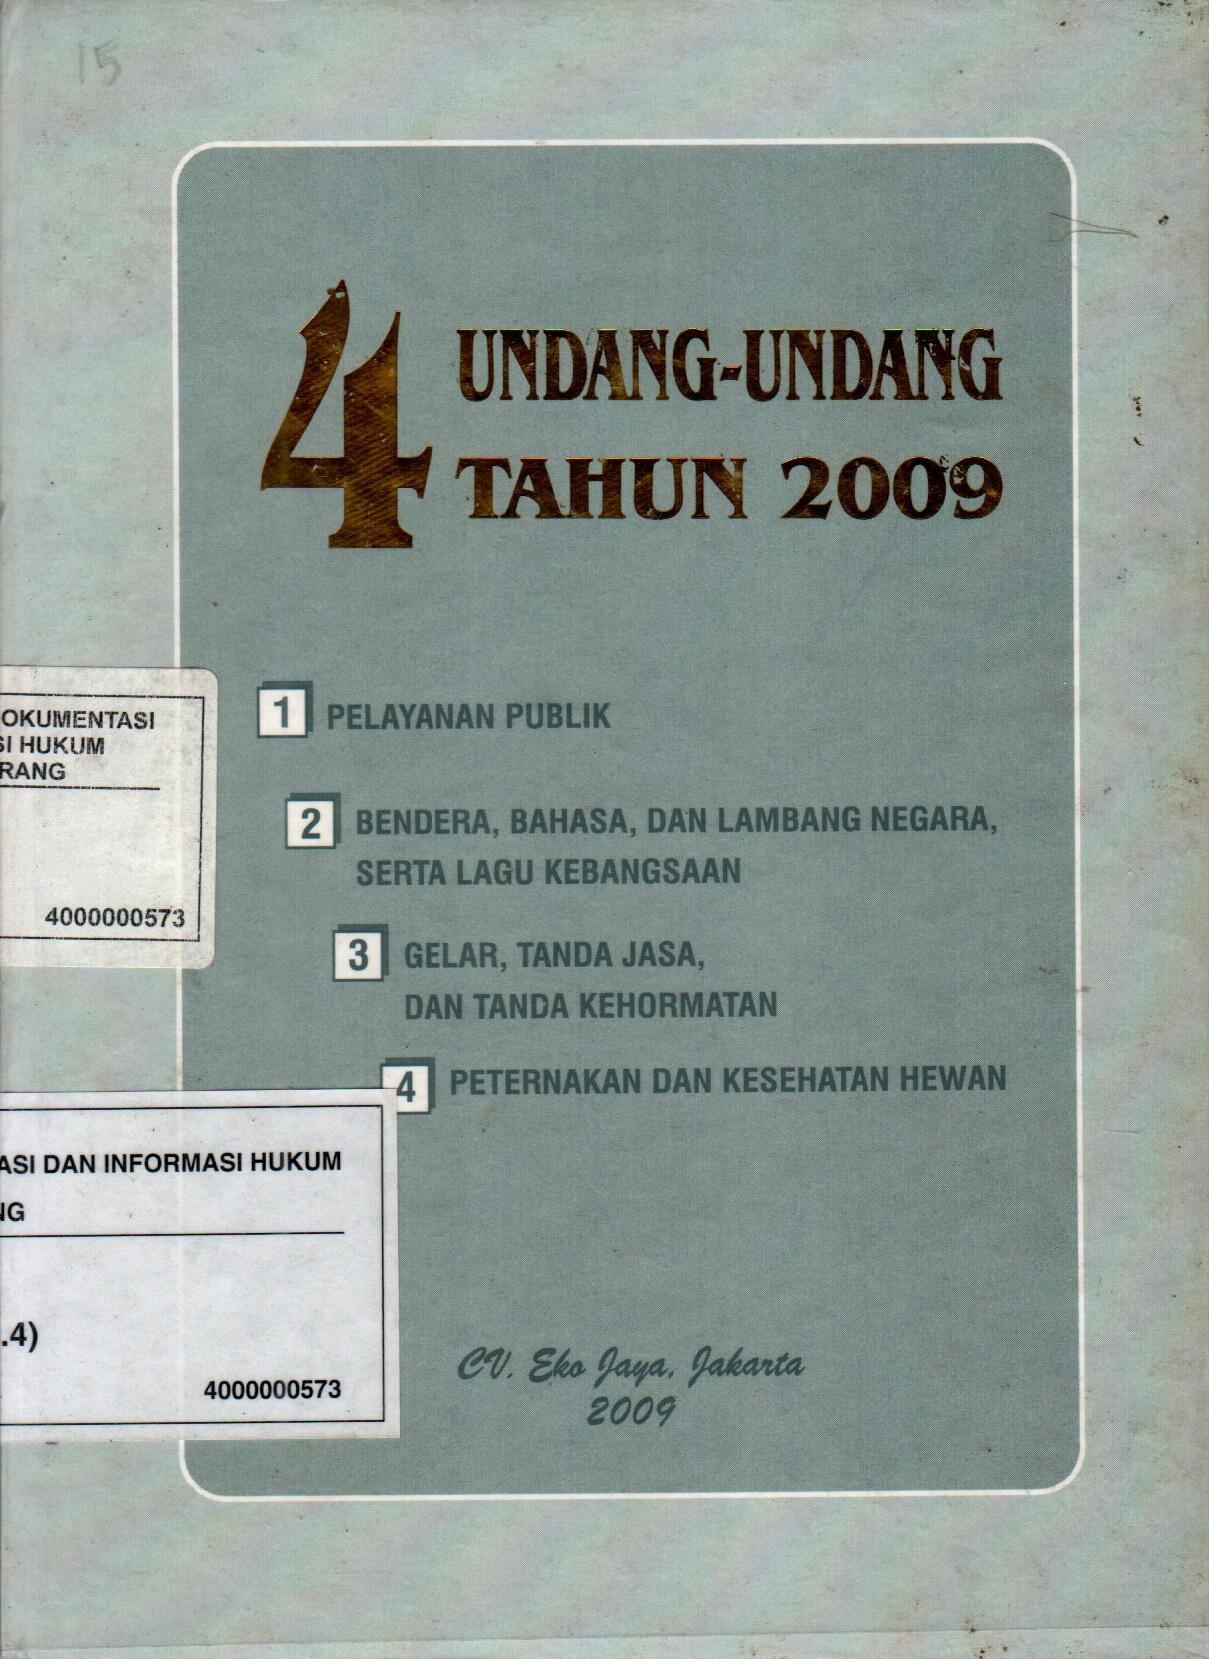 15
4 UNDANG-UNDANG
TAHUN 2009
1 PELAYANAN PUBLIK
2 BENDERA, BAHASA, DAN LAMBANG NEGARA,
SERTA LAGU KEBANGSAAN
3 GELAR, TANDA JASA,
DAN TANDA KEHORMATAN
4 PETERNAKAN DAN KESEHATAN HEWAN
CV. Eko Jaya, Jakarta
2009
OKUMENTASI
SI HUKUM
RANG
4000000573
ASI DAN INFORMASI HUKUM
NG
.4)
4000000573